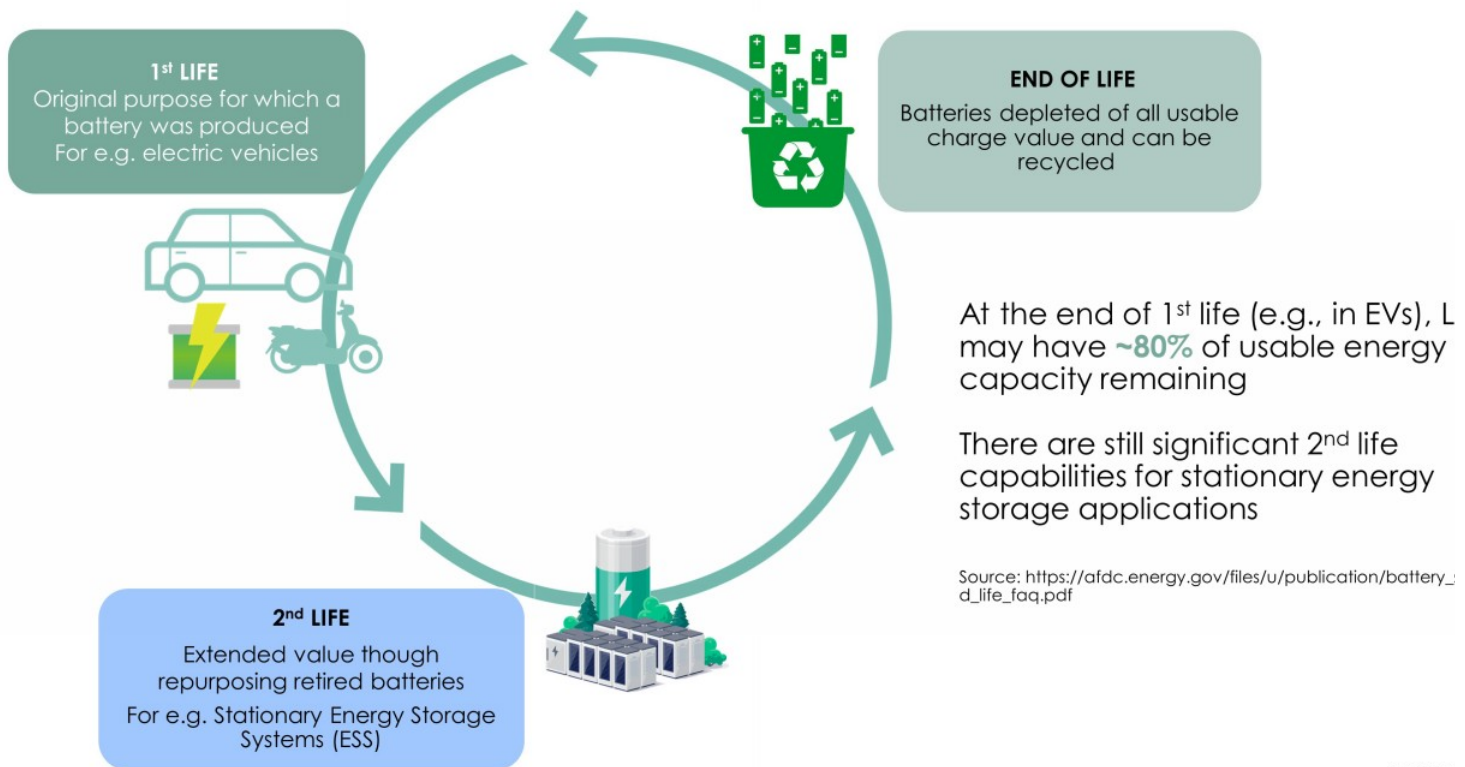 1st LIFE
Original purpose for which a
battery was produced
For e.g. electric vehicles
END OF LIFE
Batteries depleted of all usable
charge value and can be
recycled
2nd LIFE
Extended value though
repurposing retired batteries
For e.g. Stationary Energy Storage
Systems (ESS)
At the end of 1st life (e.g., in EVs), L
may have ~80% of usable energy
capacity remaining
There are still significant 2nd life
capabilities for stationary energy
storage applications
Source: https://afdc.energy.gov/files/u/publication/battery_
d_life_faq.pdf